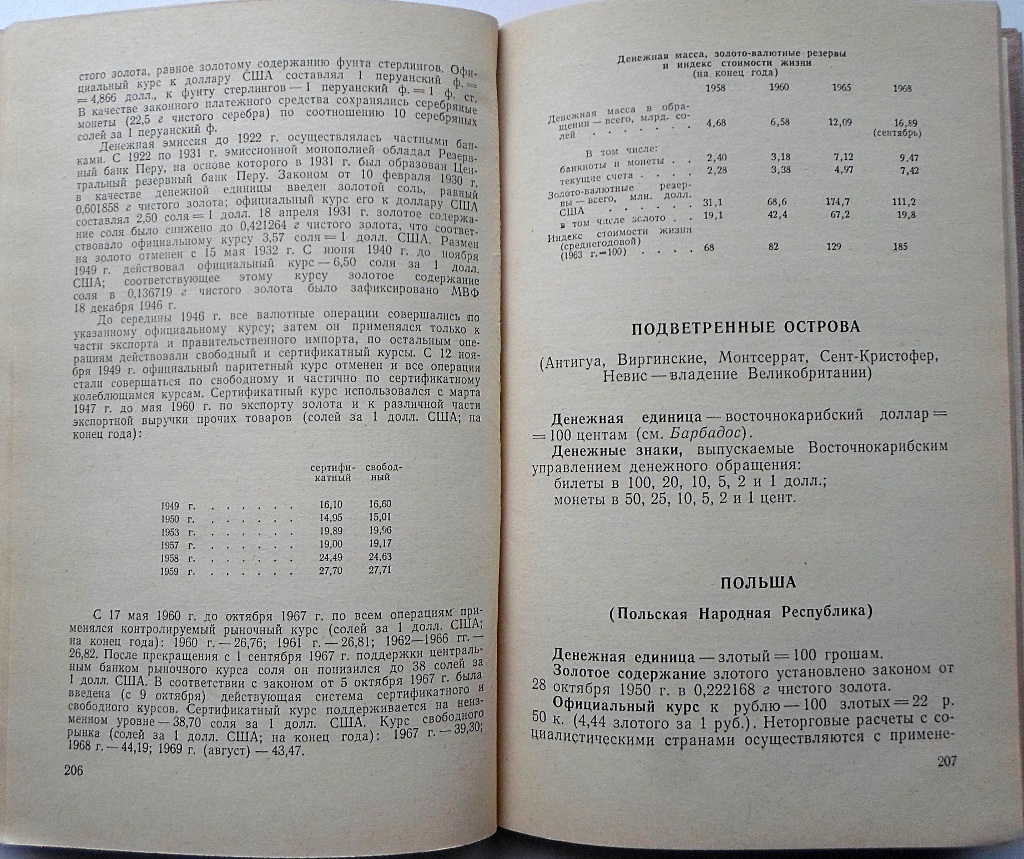 стого золота, равное золотому содержанию фунта стерлингов. Офи-
циальный курс к доллару США составлял 1 перуанский ф. =
= 4,866 долл., к фунту стерлингов — 1 перуанский ф. = 1 ф. ст.
В качестве законного платежного средства сохранялись серебряные
монеты (22,5 г чистого серебра) по соотношению 10 серебряных
солей за 1 перуанский ф.
Денежная эмиссия до 1922 г. осуществлялась частными бан-
ками. С 1922 по 1931 г. эмиссионной монополией обладал Резерв-
ный банк Перу, на основе которого в 1931 г. был образован Цен-
тральный резервный банк Перу. Законом от 10 февраля 1930 г.
в качестве денежной единицы введен золотой соль, равный
0,601858 г чистого золота; официальный курс его к доллару США
составлял 2,50 соля = 1 долл. 18 апреля 1931 г. золотое содержа-
ние соля было снижено до 0,421264 г чистого золота, что соответ-
ствовало официальному курсу 3,57 соля = 1 долл. США. Размен
на золото отменен с 15 мая 1932 г. С июня 1940 г. до ноября
1949 г. действовал официальный курс — 6,50 соля за 1 долл.
США; соответствующее этому курсу золотое содержание
соля в 0,136719 г чистого золота было зафиксировано МВФ
18 декабря 1946 г.
До середины 1946 г. все валютные операции совершались по
указанному официальному курсу; затем он применялся только к
части экспорта и правительственного импорта, по остальным опе-
рациям действовали свободный и сертификатный курсы. С 12 ноя-
бря 1949 г. официальный паритетный курс отменен и все операции
стали совершаться по свободному и частично по сертификатному
колеблющимся курсам. Сертификатный курс использовался с марта
1947 г. до мая 1960 г. по экспорту золота и к различной части
экспортной выручки прочих товаров (солей за 1 долл. США; на
конец года):
сертифи- свобод-
катный ный
1949 г. . . . . . . . 16,10 16,60
1950 г. . . . . . . . 14,95 15,01
1953 г. . . . . . . . 19,89 19,96
1957 г. . . . . . . . 19,00 19,17
1958 г. . . . . . . . 24,49 24,63
1959 г. . . . . . . . 27,70 27,71
С 17 мая 1960 г. до октября 1967 г. по всем операциям при-
менялся контролируемый рыночный курс (солей за 1 долл. США;
на конец года): 1960 г. — 26,76; 1961 г. — 26,81; 1962—1966 гг. —
26,82. После прекращения с 1 сентября 1967 г. поддержки централь-
ным банком рыночного курса соля он понизился до 38 солей за
1 долл. США. В соответствии с законом от 5 октября 1967 г. была
введена (с 9 октября) действующая система сертификатного и
свободного курсов. Сертификатный курс поддерживается на неиз-
менном уровне — 38,70 соля за 1 долл. США. Курс свободного
рынка (солей за 1 долл. США; на конец года): 1967 г. — 39,30;
1968 г. — 44,19; 1969 г. (август) — 43,47.
206
Денежная масса, золото-валютные резервы
и индекс стоимости жизни
(на конец года)
1958 1960 1965 1968
Денежная масса в обра-
щении — всего, млрд. со-
лей . . . . . . . 4,68 6,58 12,09 16,89
(сентябрь)
В том числе:
банкноты и монеты . . 2,40 3,18 7,12 9,47
текущие счета . . . . 2,28 3,38 4,97 7,42
Золото-валютные резер-
вы — всего, млн. долл.
США . . . . . . . 31,1 68,6 174,7 111,2
в том числе золото . . 19,1 42,4 67,2 19,8
Индекс стоимости жизни
(среднегодовой)
(1963 г. = 100) . . . . 68 82 129 185
ПОДВЕТРЕННЫЕ ОСТРОВА
(Антигуа, Виргинские, Монтсеррат, Сент-Кристофер,
Невис — владение Великобритании)
Денежная единица — восточнокарибский доллар =
= 100 центам (см. Барбадос).
Денежные знаки, выпускаемые Восточнокарибским
управлением денежного обращения:
билеты в 100, 20, 10, 5, 2 и 1 долл.;
монеты в 50, 25, 10, 5, 2 и 1 цент.
ПОЛЬША
(Польская Народная Республика)
Денежная единица — злотый = 100 грошам.
Золотое содержание злотого установлено законом от
28 октября 1950 г. в 0,222168 г чистого золота.
Официальный курс к рублю — 100 злотых = 22 р.
50 к. (4,44 злотого за 1 руб.). Неторговые расчеты с со-
циалистическими странами осуществляются с примене-
207